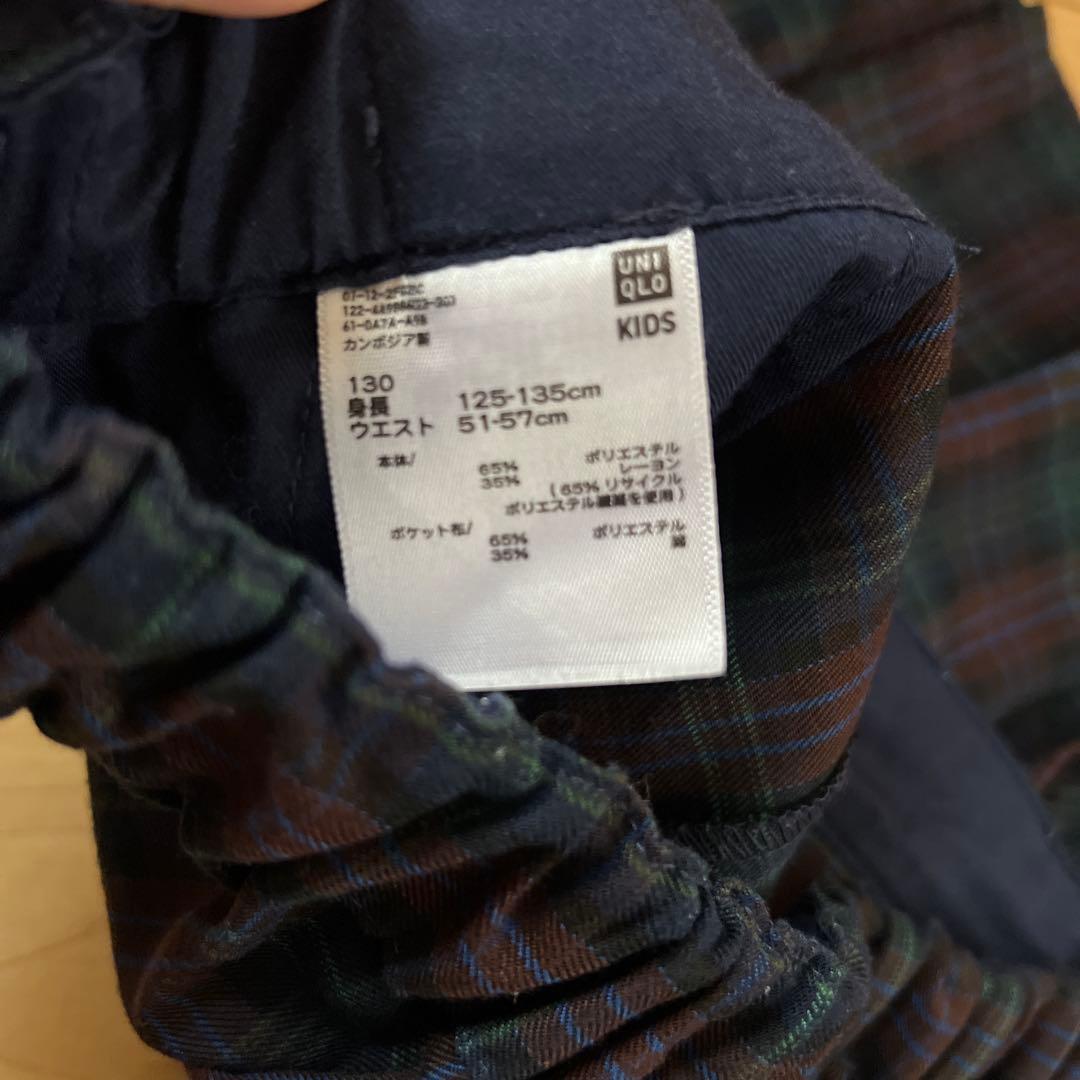 UNI
QLO
KIDS
61-0A7A-A9B
カンボジア製
130
身長 125-135cm
ウエスト 51-57cm
本体/ 65% ポリエステル
35% レーヨン
(65%リサイクル
ポリエステル繊維を使用)
ポケット布/ 65% ポリエステル
35% 綿